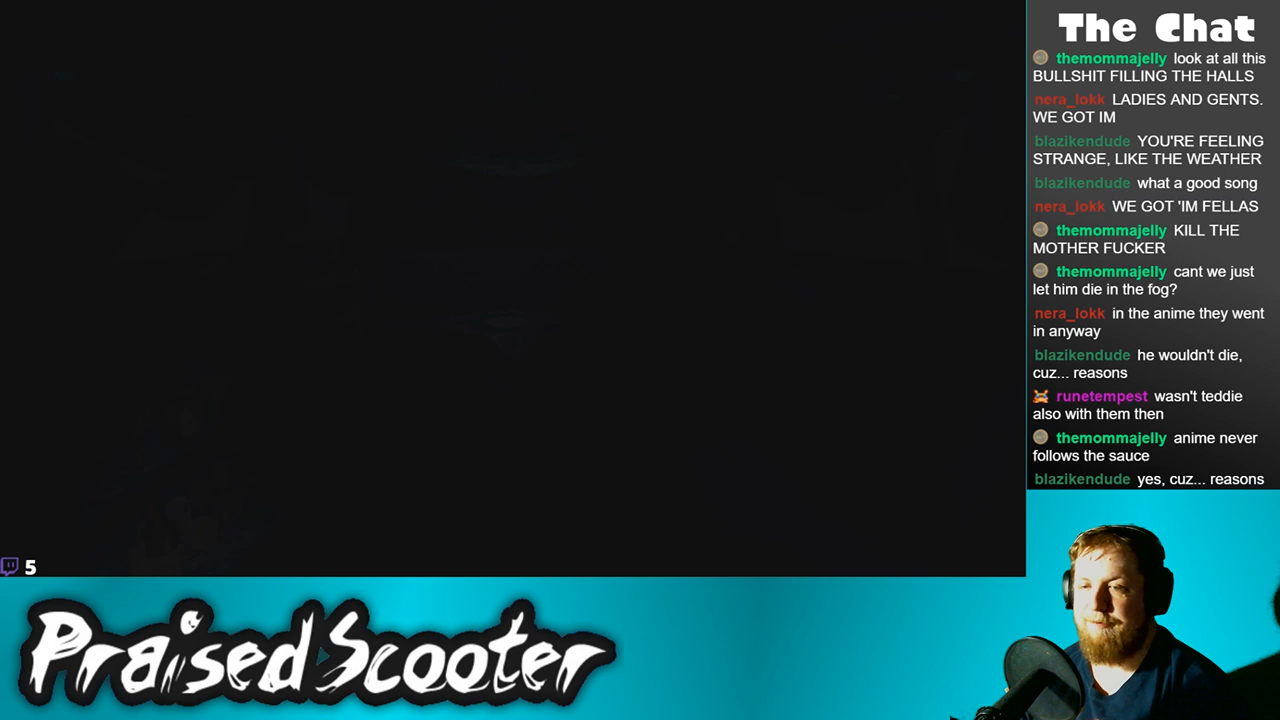 The Chat
themommajelly look at all this
BULLSHIT FILLING THE HALLS
nera_lokk LADIES AND GENTS.
WE GOT IM
blazikendude YOU'RE FEELING
STRANGE, LIKE THE WEATHER
blazikendude what a good song
nera_lokk WE GOT 'IM FELLAS
themommajelly KILL THE
MOTHER FUCKER
themommajelly cant we just
let him die in the fog?
nera_lokk in the anime they went
in anyway
blazikendude he wouldn't die,
cuz... reasons
runetempest wasn't teddie
also with them then
themommajelly anime never
follows the sauce
blazikendude yes, cuz... reasons
5
PraisedScooter